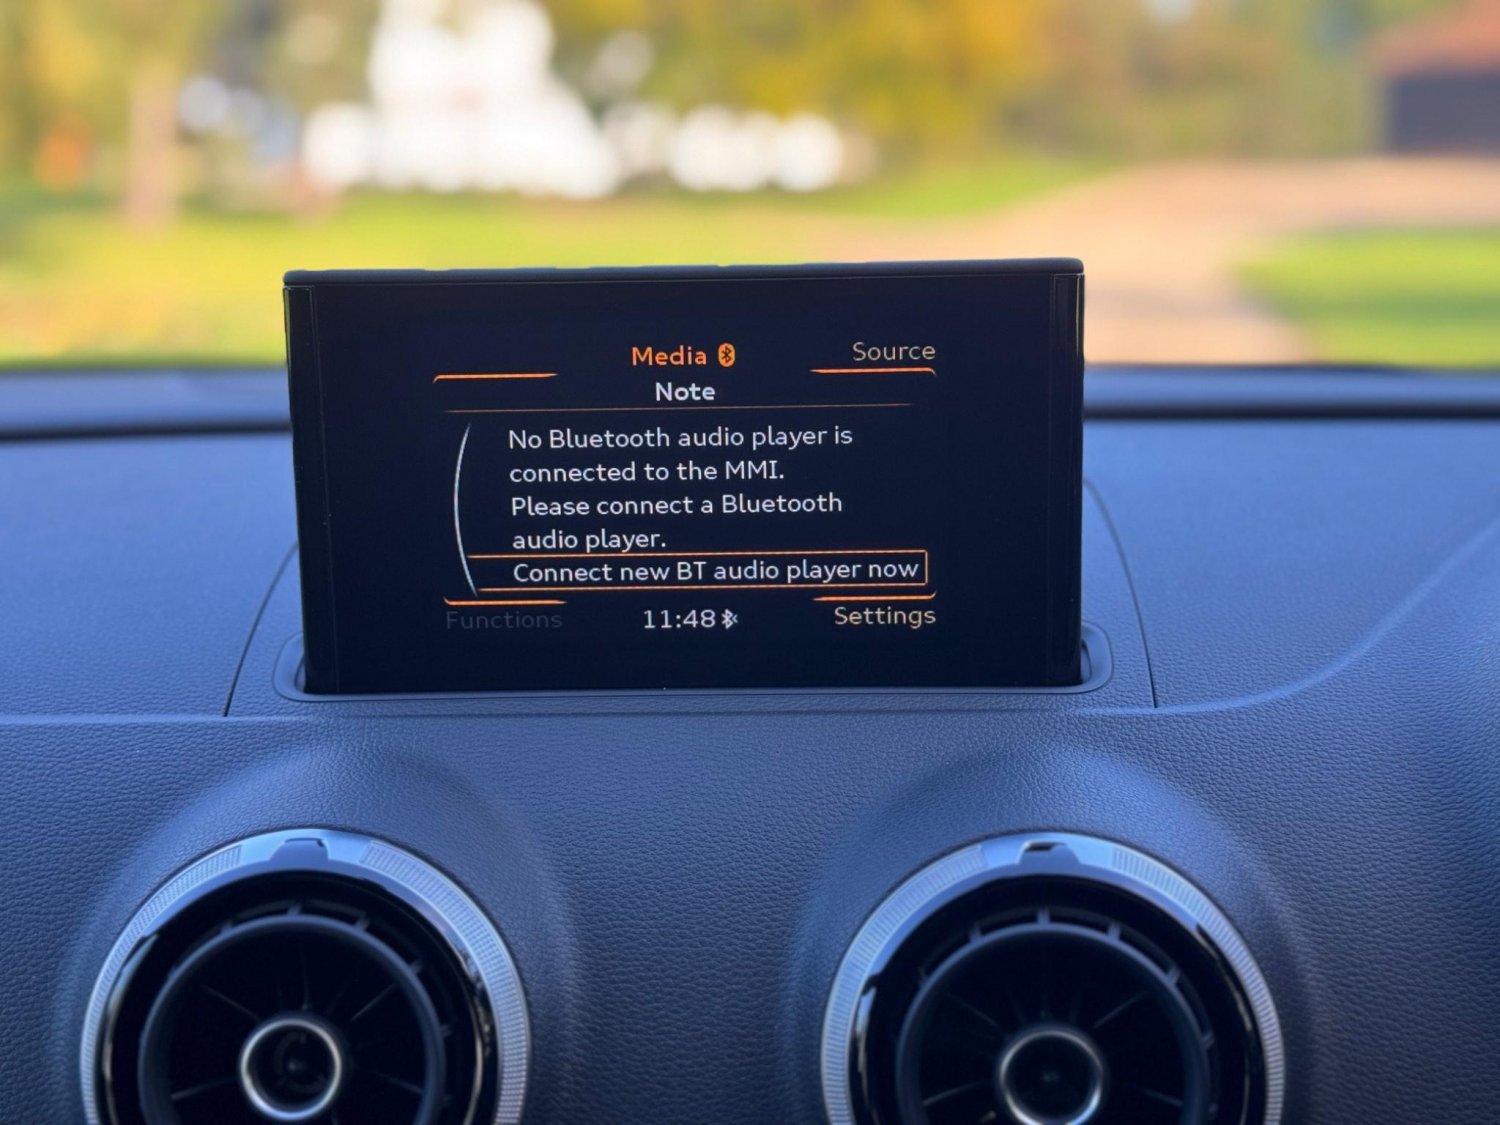 Media
Source
Note
No Bluetooth audio player is
connected to the MMI.
Please connect a Bluetooth
audio player.
Connect new BT audio player now
Functions
11:48
Settings